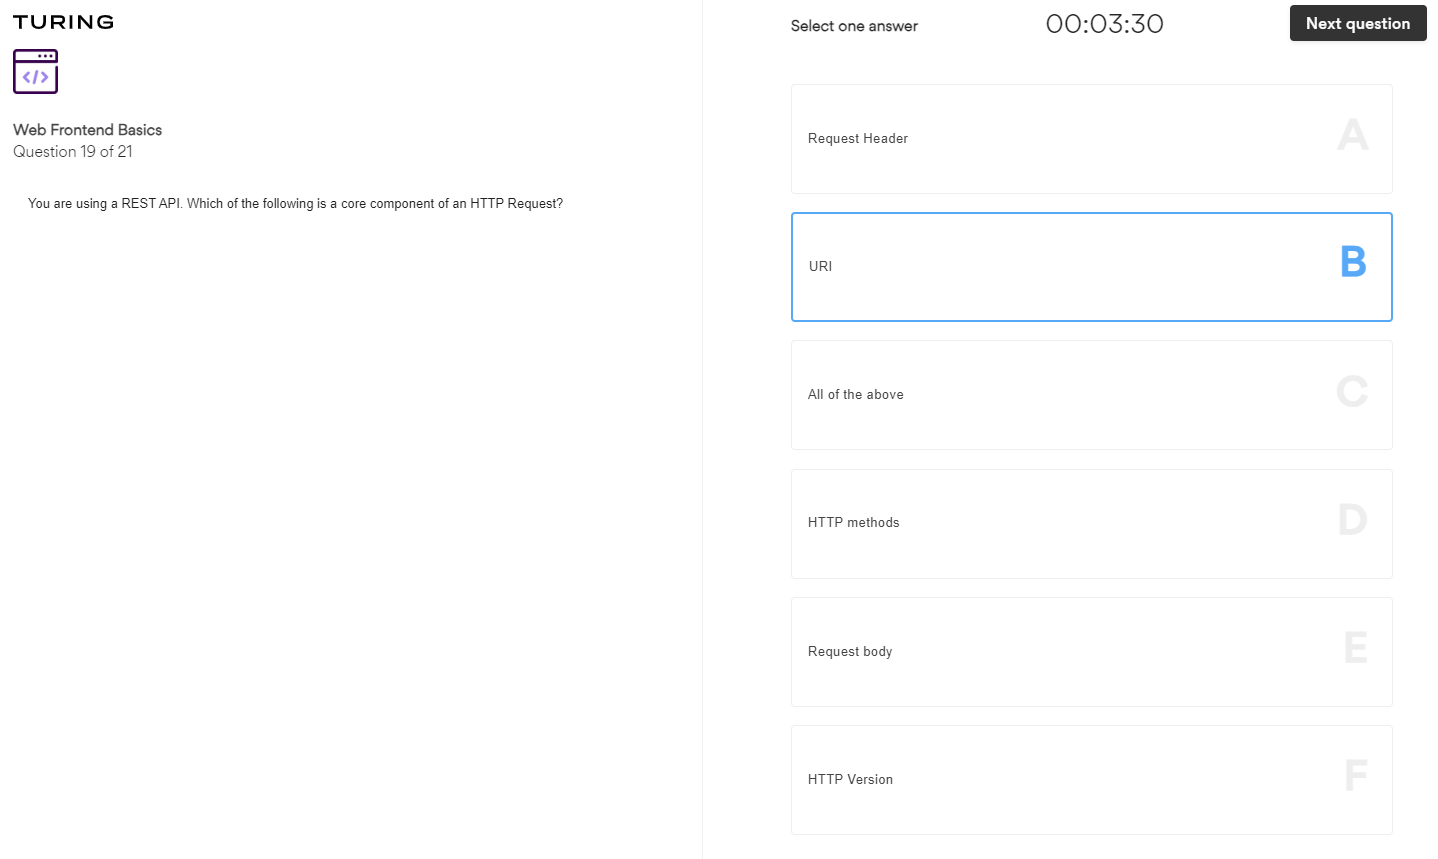 TURING
</>
Web Frontend Basics
Question 19 of 21
You are using a REST API. Which of the following is a core component of an HTTP Request?
Select one answer
00:03:30
Next question
Request Header
A
URI
B
All of the above
C
HTTP methods
D
Request body
E
HTTP Version
F